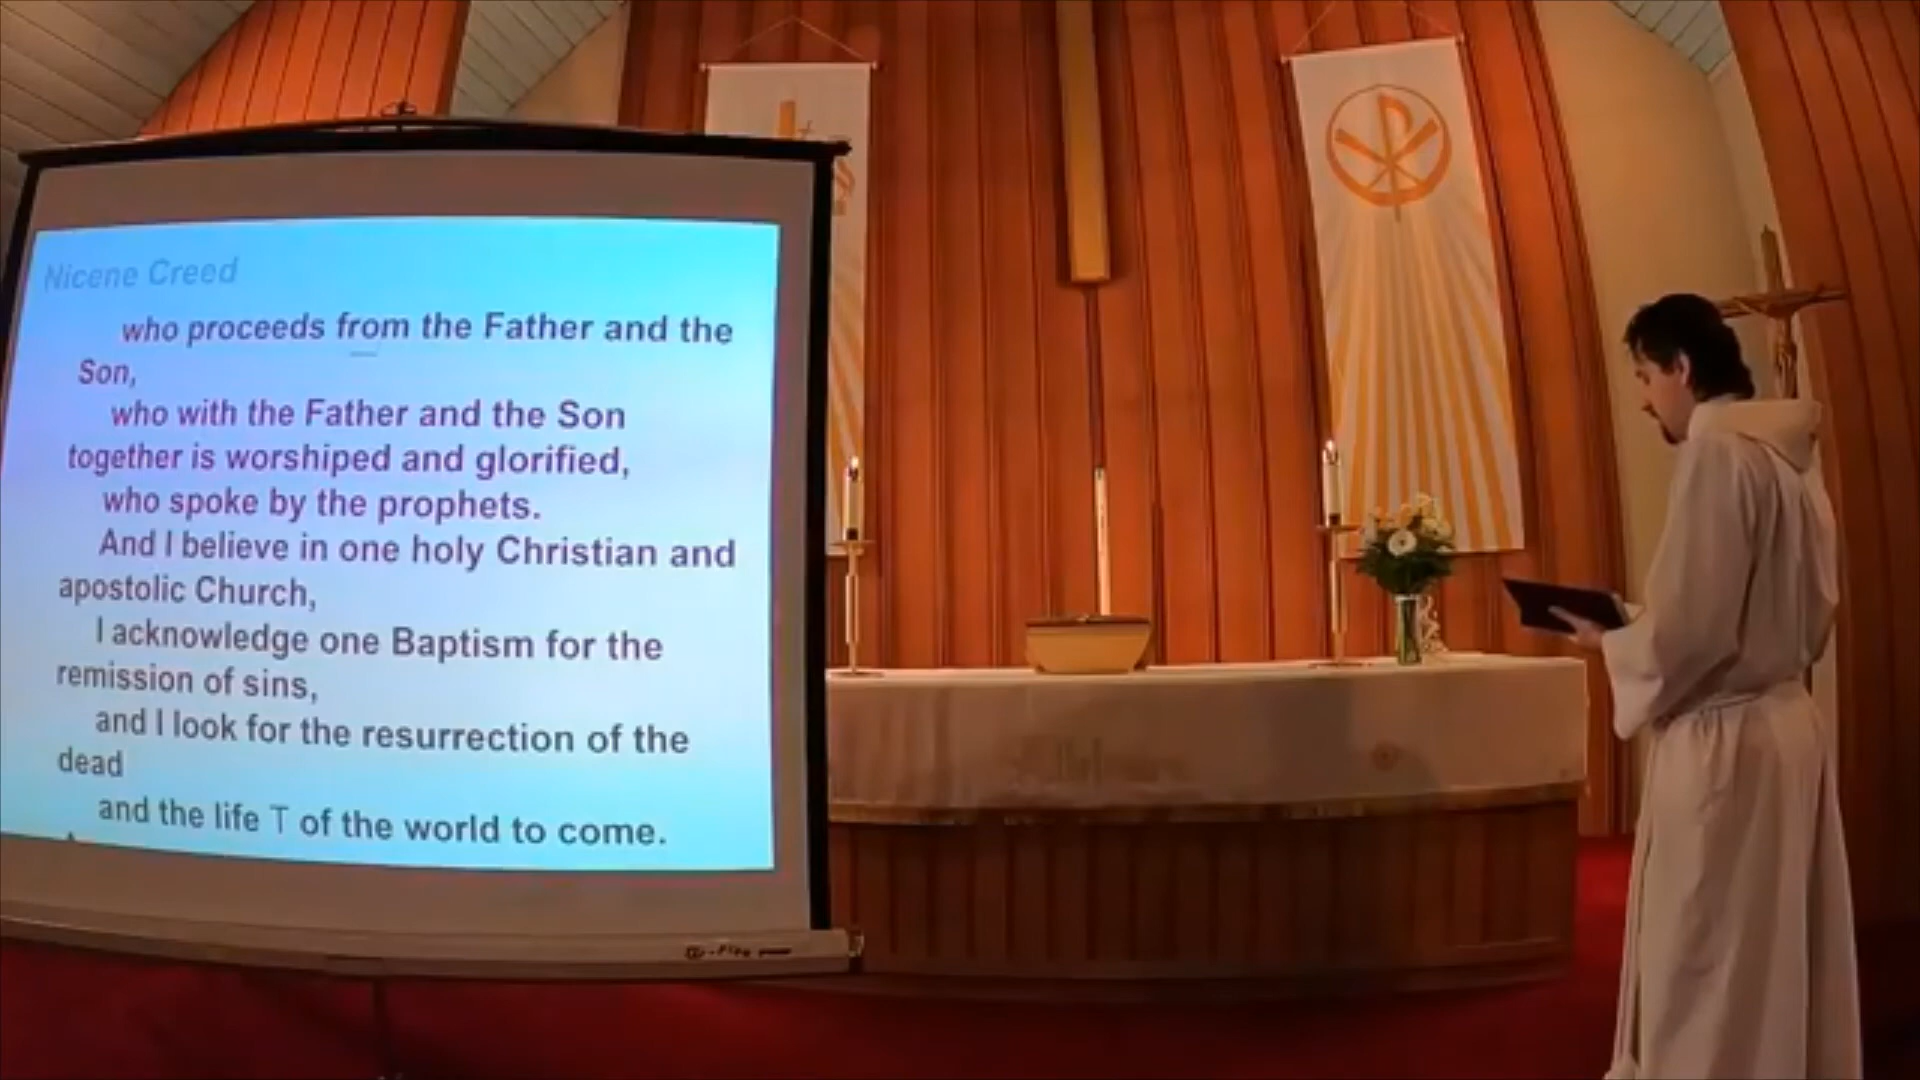 Nicene Creed
who proceeds from the Father and the
Son,
who with the Father and the Son
together is worshiped and glorified,
who spoke by the prophets.
And I believe in one holy Christian and
apostolic Church,
I acknowledge one Baptism for the
remission of sins,
and I look for the resurrection of the
dead
and the life T of the world to come.